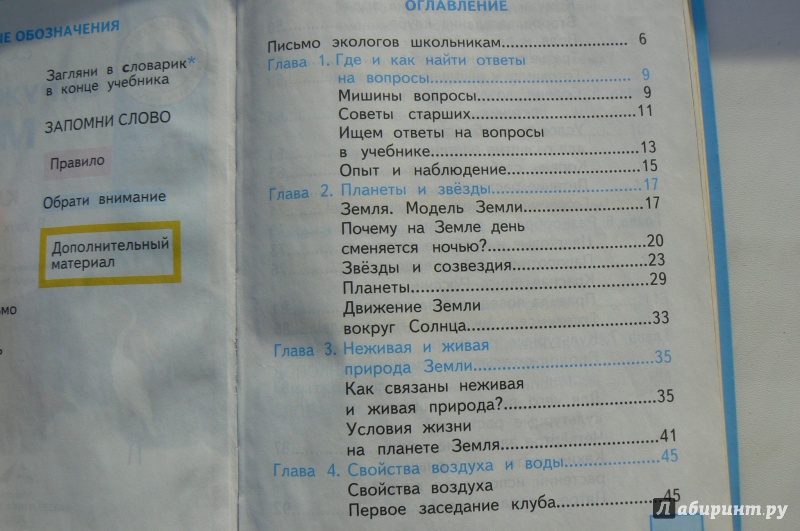 ЫЕ ОБОЗНАЧЕНИЯ
Загляни в словарик*
в конце учебника
ЗАПОМНИ СЛОВО
Правило
Обрати внимание
Дополнительный
материал
ОГЛАВЛЕНИЕ
Письмо экологов школьникам.................... 6
Глава 1. Где и как найти ответы
на вопросы............................ 9
Мишины вопросы...................... 9
Советы старших.......................11
Ищем ответы на вопросы
в учебнике............................13
Опыт и наблюдение...................15
Глава 2. Планеты и звёзды.....................17
Земля. Модель Земли................17
Почему на Земле день
сменяется ночью?.....................20
Звёзды и созвездия...................23
Планеты................................29
Движение Земли
вокруг Солнца.........................33
Глава 3. Неживая и живая
природа Земли........................35
Как связаны неживая
и живая природа?....................35
Условия жизни
на планете Земля.....................41
Глава 4. Свойства воздуха и воды..............45
Свойства воздуха
Первое заседание клуба..............45
Лабиринт.ру